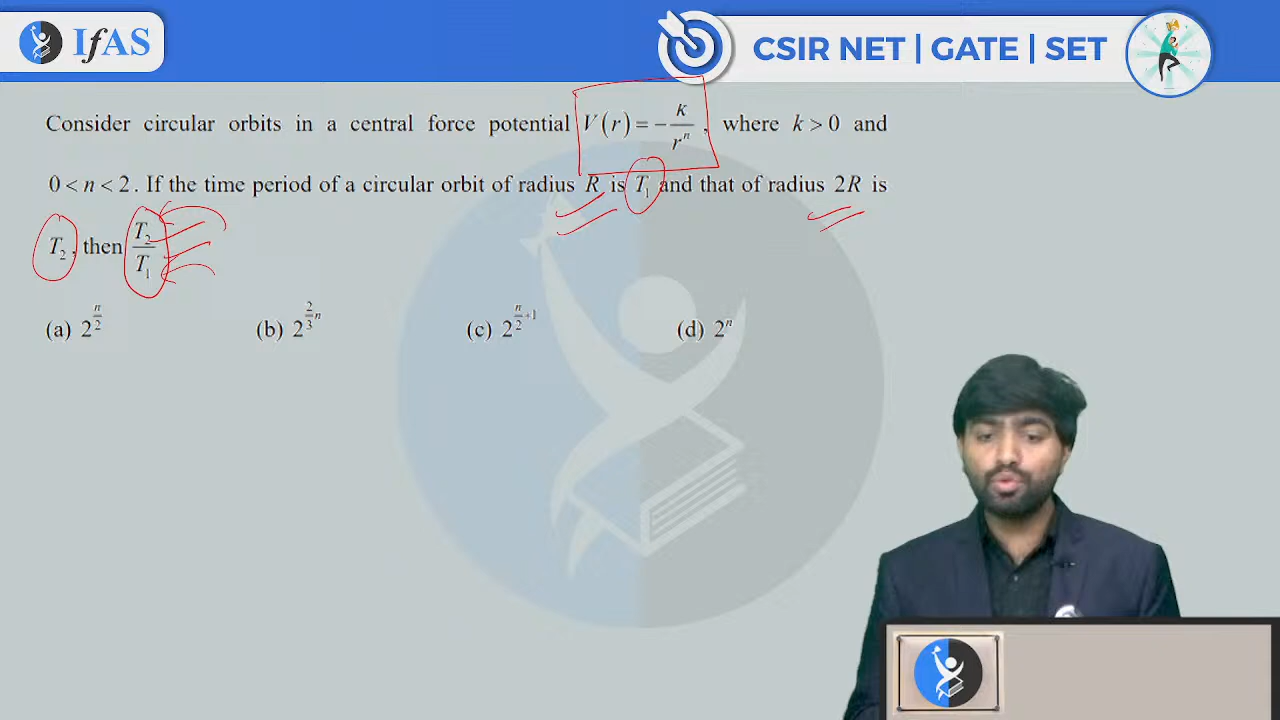 IfAS
CSIR NET | GATE | SET
Consider circular orbits in a central force potential V(r) = −k/rⁿ, where k > 0 and
0 < n < 2. If the time period of a circular orbit of radius R is T₁ and that of radius 2R is
T₂, then T₂/T₁
(a) 2^(n/2) (b) 2^(2/3 n) (c) 2^(n/2 +1) (d) 2ⁿ